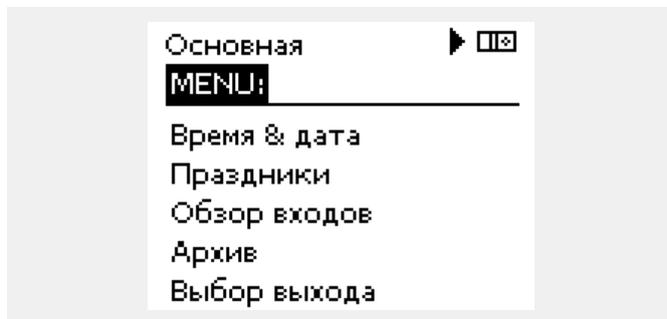 Основная
MENU:
Время & дата
Праздники
Обзор входов
Архив
Выбор выхода